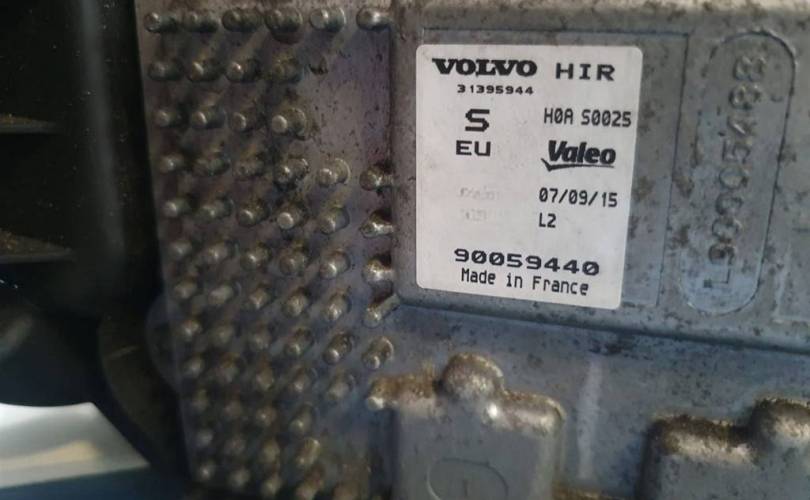 VOLVO HIR
31395944
S H0A S0025
EU Valeo
07/09/15
L2
90059440
Made in France